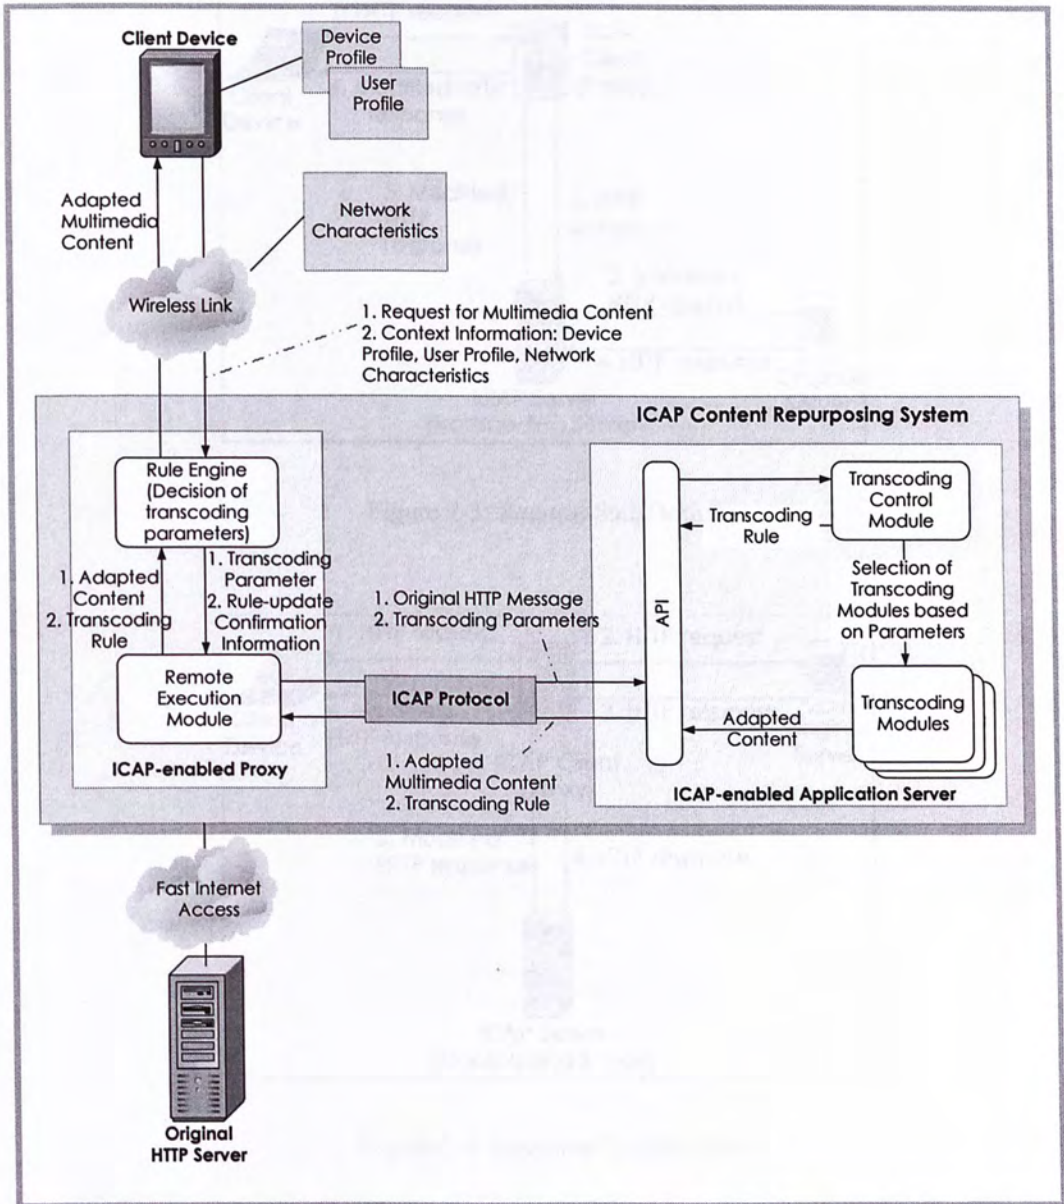 Client Device
Device
Profile
User
Profile
Adapted
Multimedia
Content
Network
Characteristics
Wireless Link
1. Request for Multimedia Content
2. Context Information: Device
Profile, User Profile, Network
Characteristics
ICAP Content Repurposing System
Rule Engine
(Decision of
transcoding
parameters)
1. Adapted
Content
2. Transcoding
Rule
1. Transcoding
Parameter
2. Rule-update
Confirmation
Information
Remote
Execution
Module
ICAP-enabled Proxy
1. Original HTTP Message
2. Transcoding Parameters
ICAP Protocol
1. Adapted
Multimedia Content
2. Transcoding Rule
API
Transcoding
Control
Module
Transcoding
Rule
Selection of
Transcoding
Modules based
on Parameters
Transcoding
Modules
Adapted
Content
ICAP-enabled Application Server
Fast Internet
Access
Original
HTTP Server